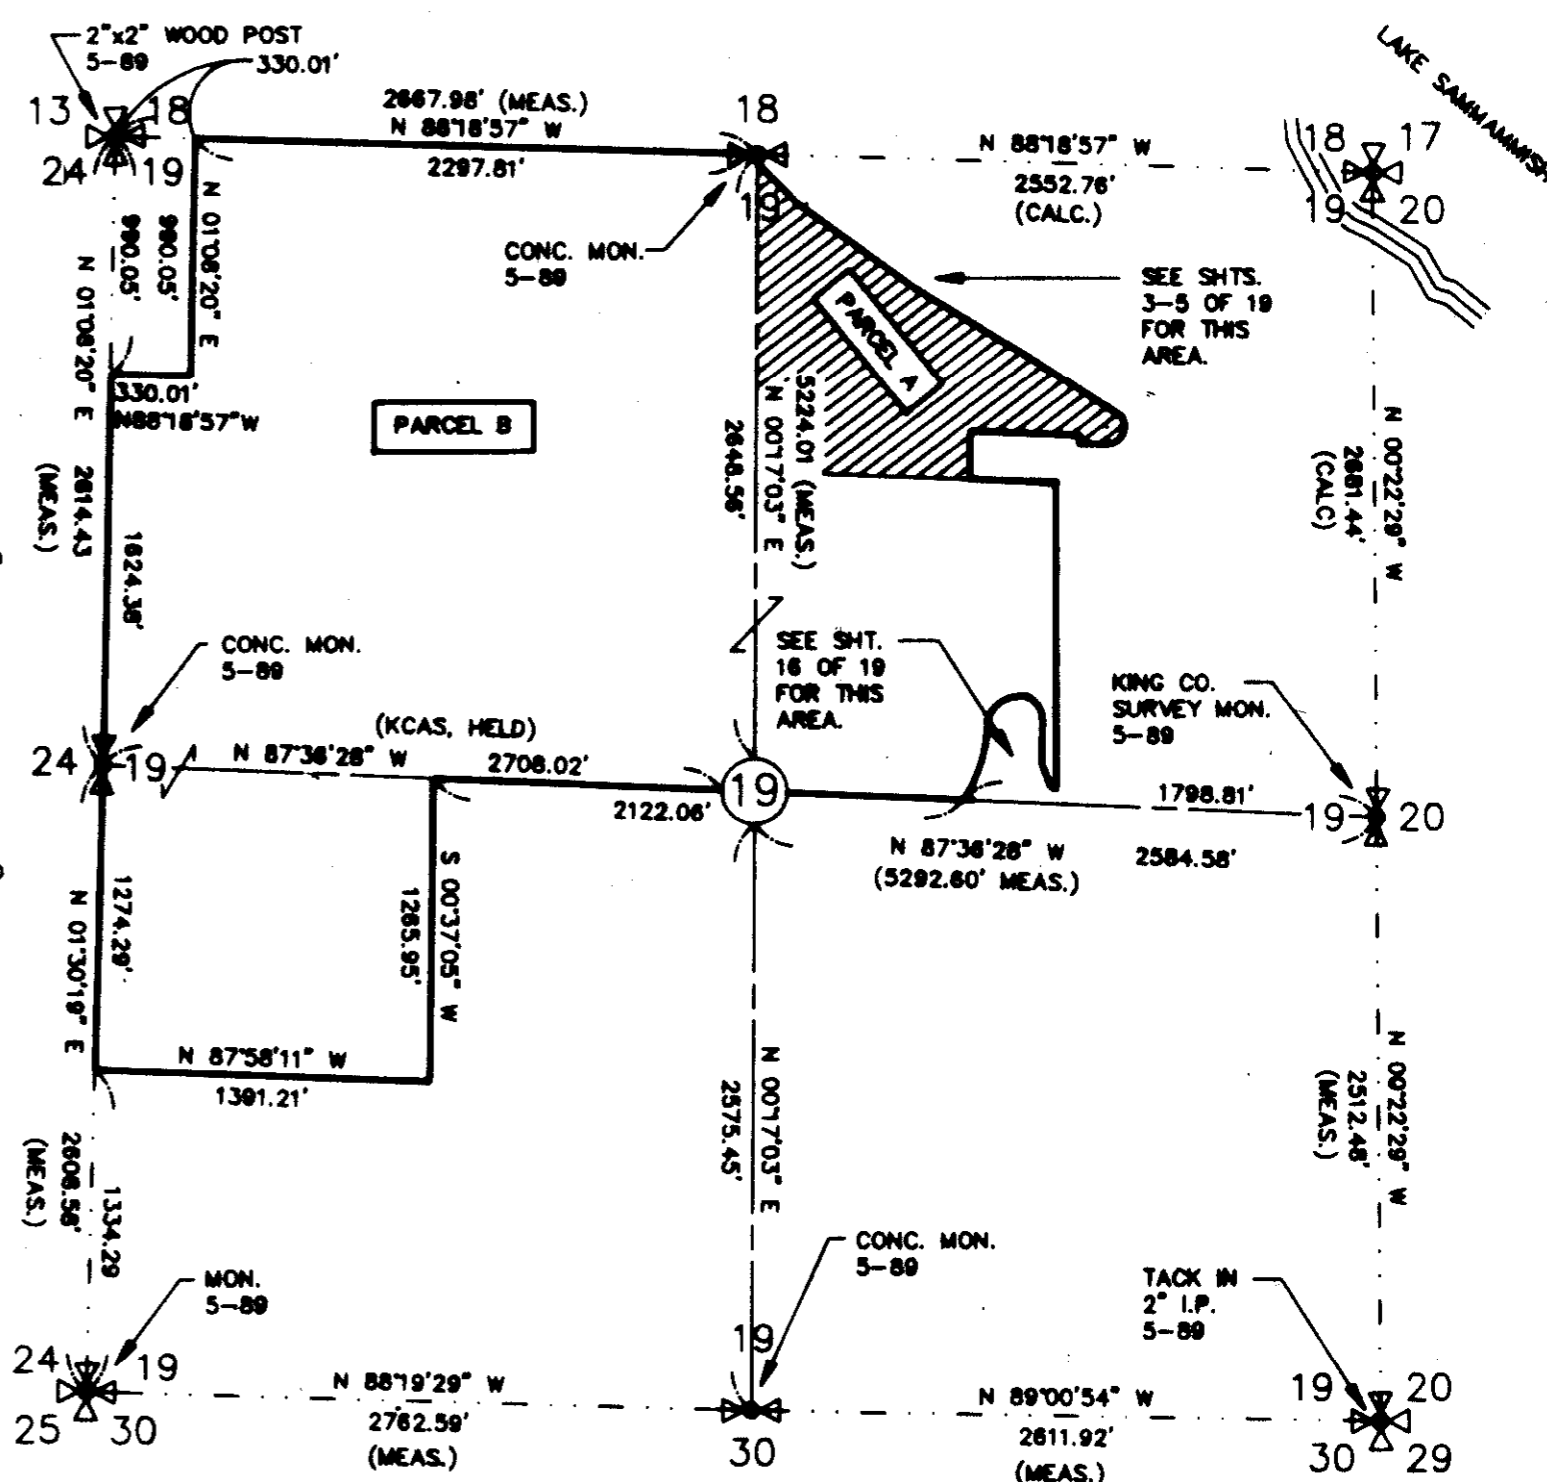 2"x2" WOOD POST
5-89
330.01'
LAKE SAMMAMMISH
13
18
24
19
2667.98' (MEAS.)
N 88°18'57" W
2297.81'
18
19
N 88°18'57" W
2552.76'
(CALC.)
18
17
19
20
CONC. MON.
5-89
SEE SHTS.
3-5 OF 19
FOR THIS
AREA.
N 01°08'20" E
990.05'
990.05'
N 01°08'20" E
330.01'
N88°18'57"W
PARCEL A
PARCEL B
5224.01 (MEAS.)
N 00°17'03" E
2648.56'
N 00°22'29" W
2681.44'
(CALC)
2614.43
(MEAS.)
1624.38'
CONC. MON.
5-89
SEE SHT.
16 OF 19
FOR THIS
AREA.
KING CO.
SURVEY MON.
5-89
(KCAS, HELD)
N 87°36'28" W
2708.02'
24
19
2122.06'
19
1798.81'
19
20
N 87°36'28" W
2584.58'
(5292.60' MEAS.)
S 00°37'05" W
1265.95'
1274.29'
N 01°30'19" E
N 87°58'11" W
1391.21'
N 00°17'03" E
2575.45'
N 00°22'29" W
2512.48'
(MEAS.)
1334.29
2608.58'
(MEAS.)
MON.
5-89
CONC. MON.
5-89
TACK IN
2" I.P.
5-89
24
19
25
30
N 88°19'29" W
2762.59'
(MEAS.)
19
30
N 89°00'54" W
2611.92'
(MEAS.)
19
20
30
29